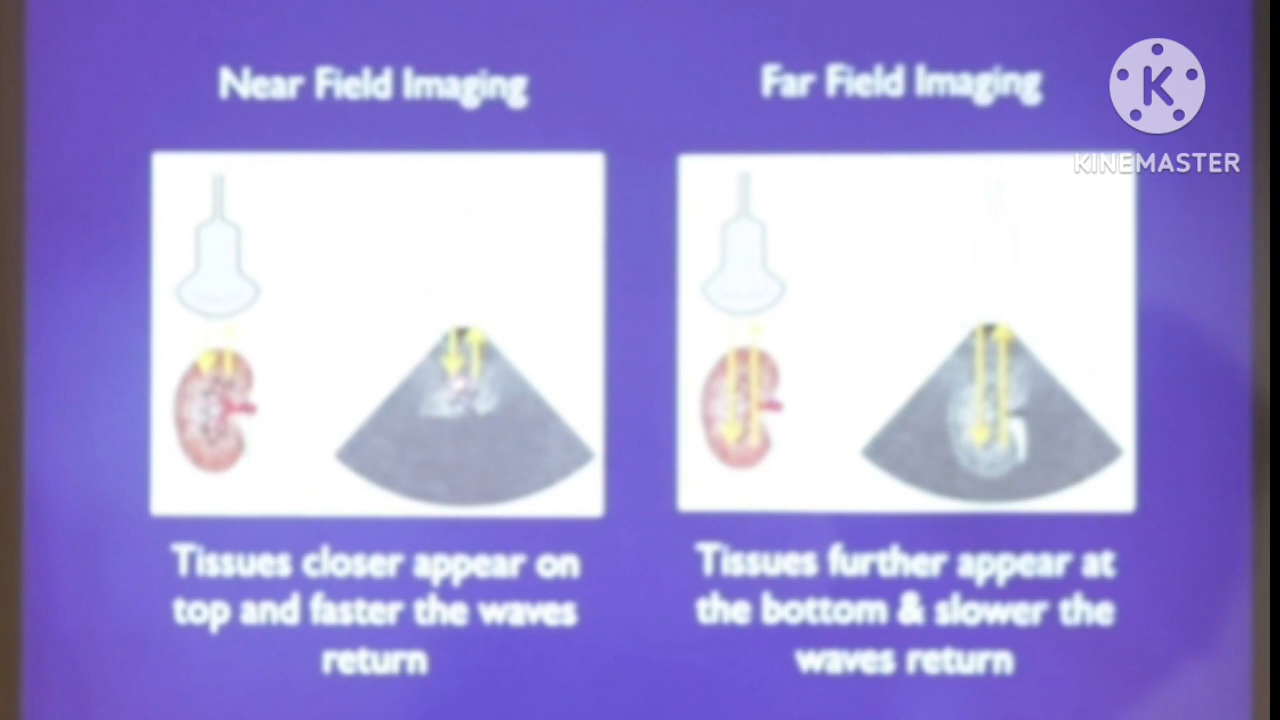 Near Field Imaging
Far Field Imaging
K
KINEMASTER
Tissues closer appear on
top and faster the waves
return
Tissues further appear at
the bottom & slower the
waves return